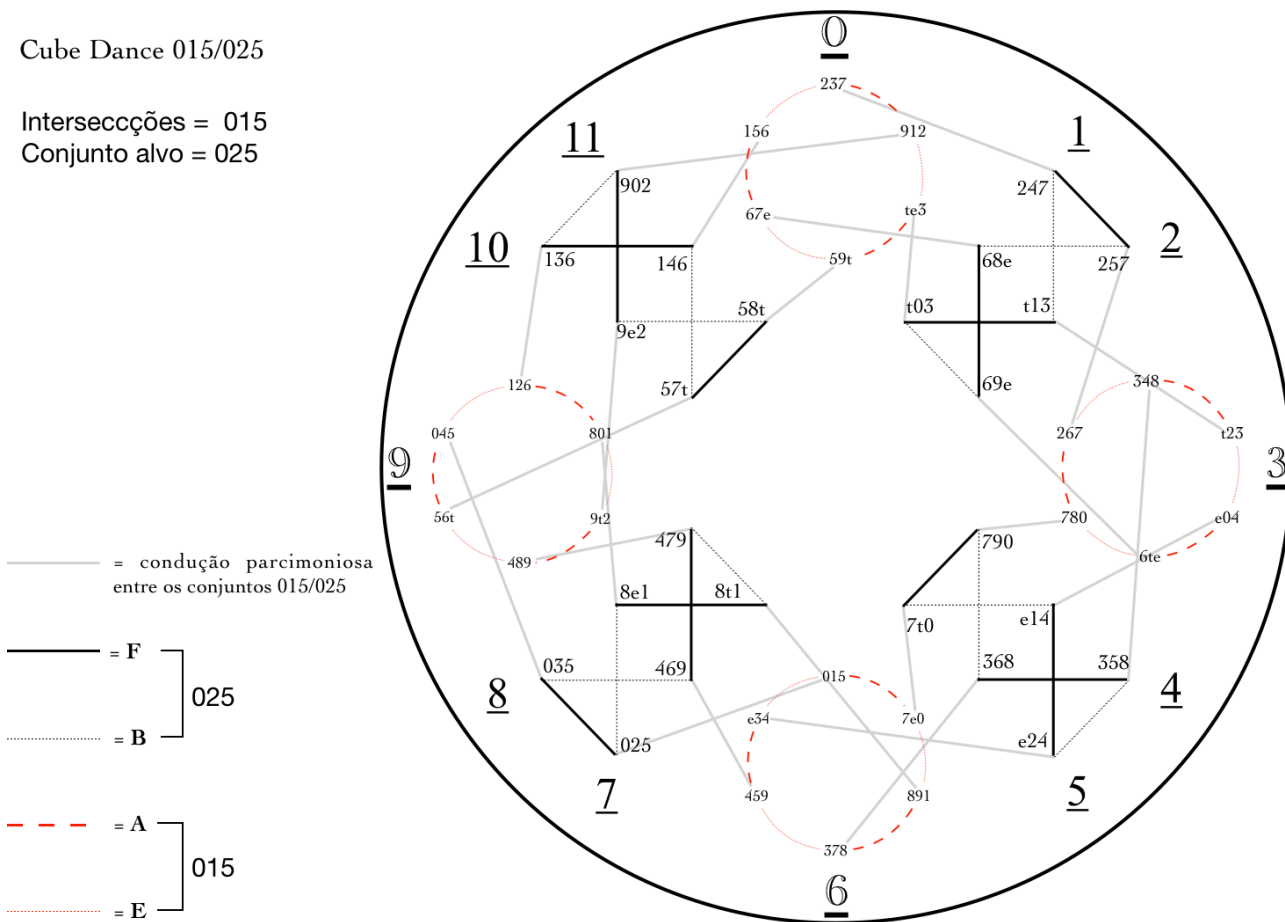 Cube Dance 015/025
Intersecções = 015
Conjunto alvo = 025
0
237
156
912
11
1
902
247
67e
te3
10
136
146
59t
68e
257
2
9e2
58t
t03
t13
57t
69e
126
348
045
801
267
t23
9
3
56t
9t2
780
e04
489
6te
479
790
= condução parcimoniosa
entre os conjuntos 015/025
8e1
8t1
7t0
e14
= F
035
469
368
358
8
015
4
025
e34
7e0
= B
025
e24
7
459
891
5
= A
378
015
6
= E